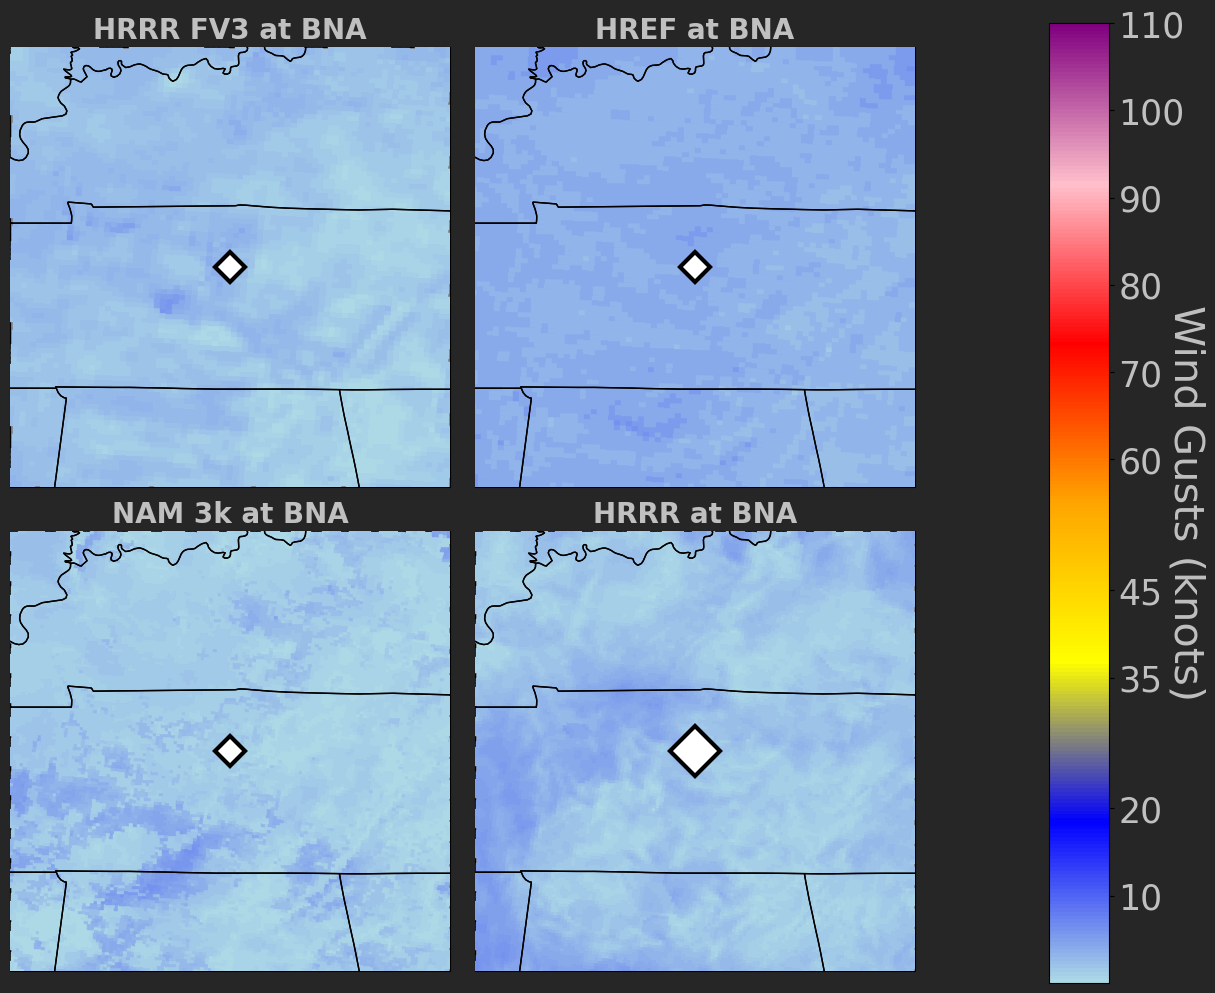 HRRR FV3 at BNA
HREF at BNA
NAM 3k at BNA
HRRR at BNA
110
100
90
80
70
60
45
35
20
10
Wind Gusts (knots)